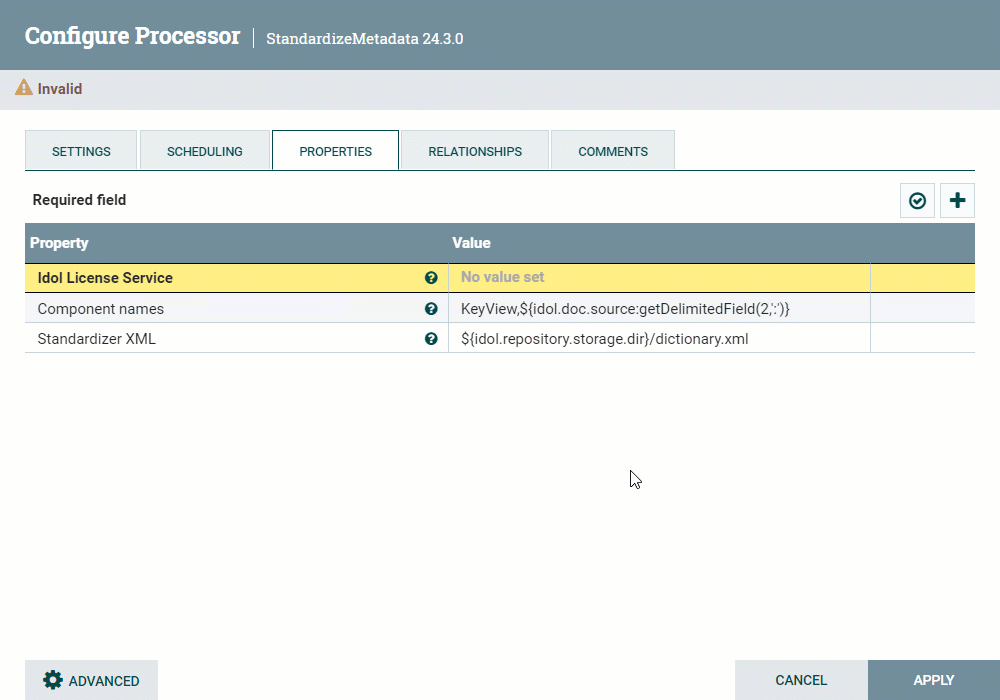 Configure Processor | StandardizeMetadata 24.3.0
Invalid
SETTINGS SCHEDULING PROPERTIES RELATIONSHIPS COMMENTS
Required field
Property Value
Idol License Service ? No value set
Component names ? KeyView,${idol.doc.source:getDelimitedField(2,':')}
Standardizer XML ? ${idol.repository.storage.dir}/dictionary.xml
ADVANCED CANCEL APPLY